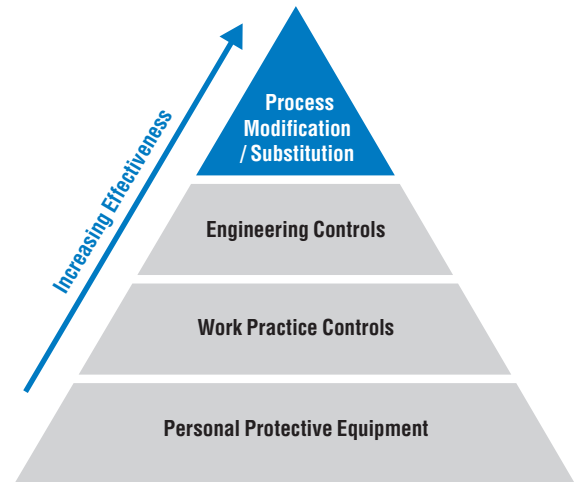 Process
Modification
/ Substitution
Increasing Effectiveness
Engineering Controls
Work Practice Controls
Personal Protective Equipment